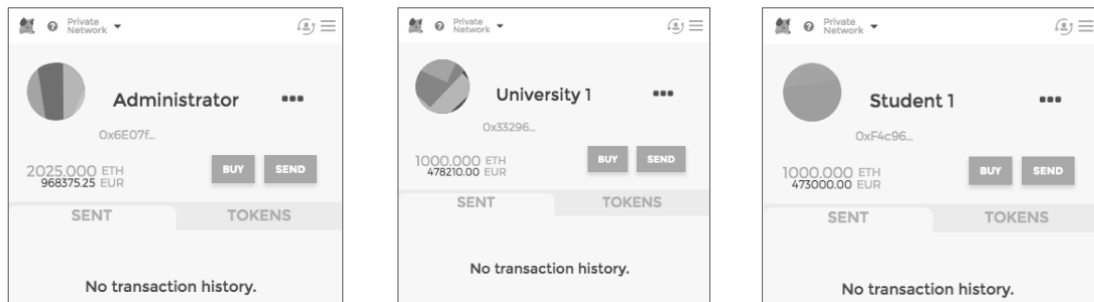 Private
Network
Administrator
0x6E07f...
2025.000 ETH
968375.25 EUR
BUY
SEND
SENT
TOKENS
No transaction history.
Private
Network
University 1
0x33296...
1000.000 ETH
478210.00 EUR
BUY
SEND
SENT
TOKENS
No transaction history.
Private
Network
Student 1
0xF4c96...
1000.000 ETH
473000.00 EUR
BUY
SEND
SENT
TOKENS
No transaction history.